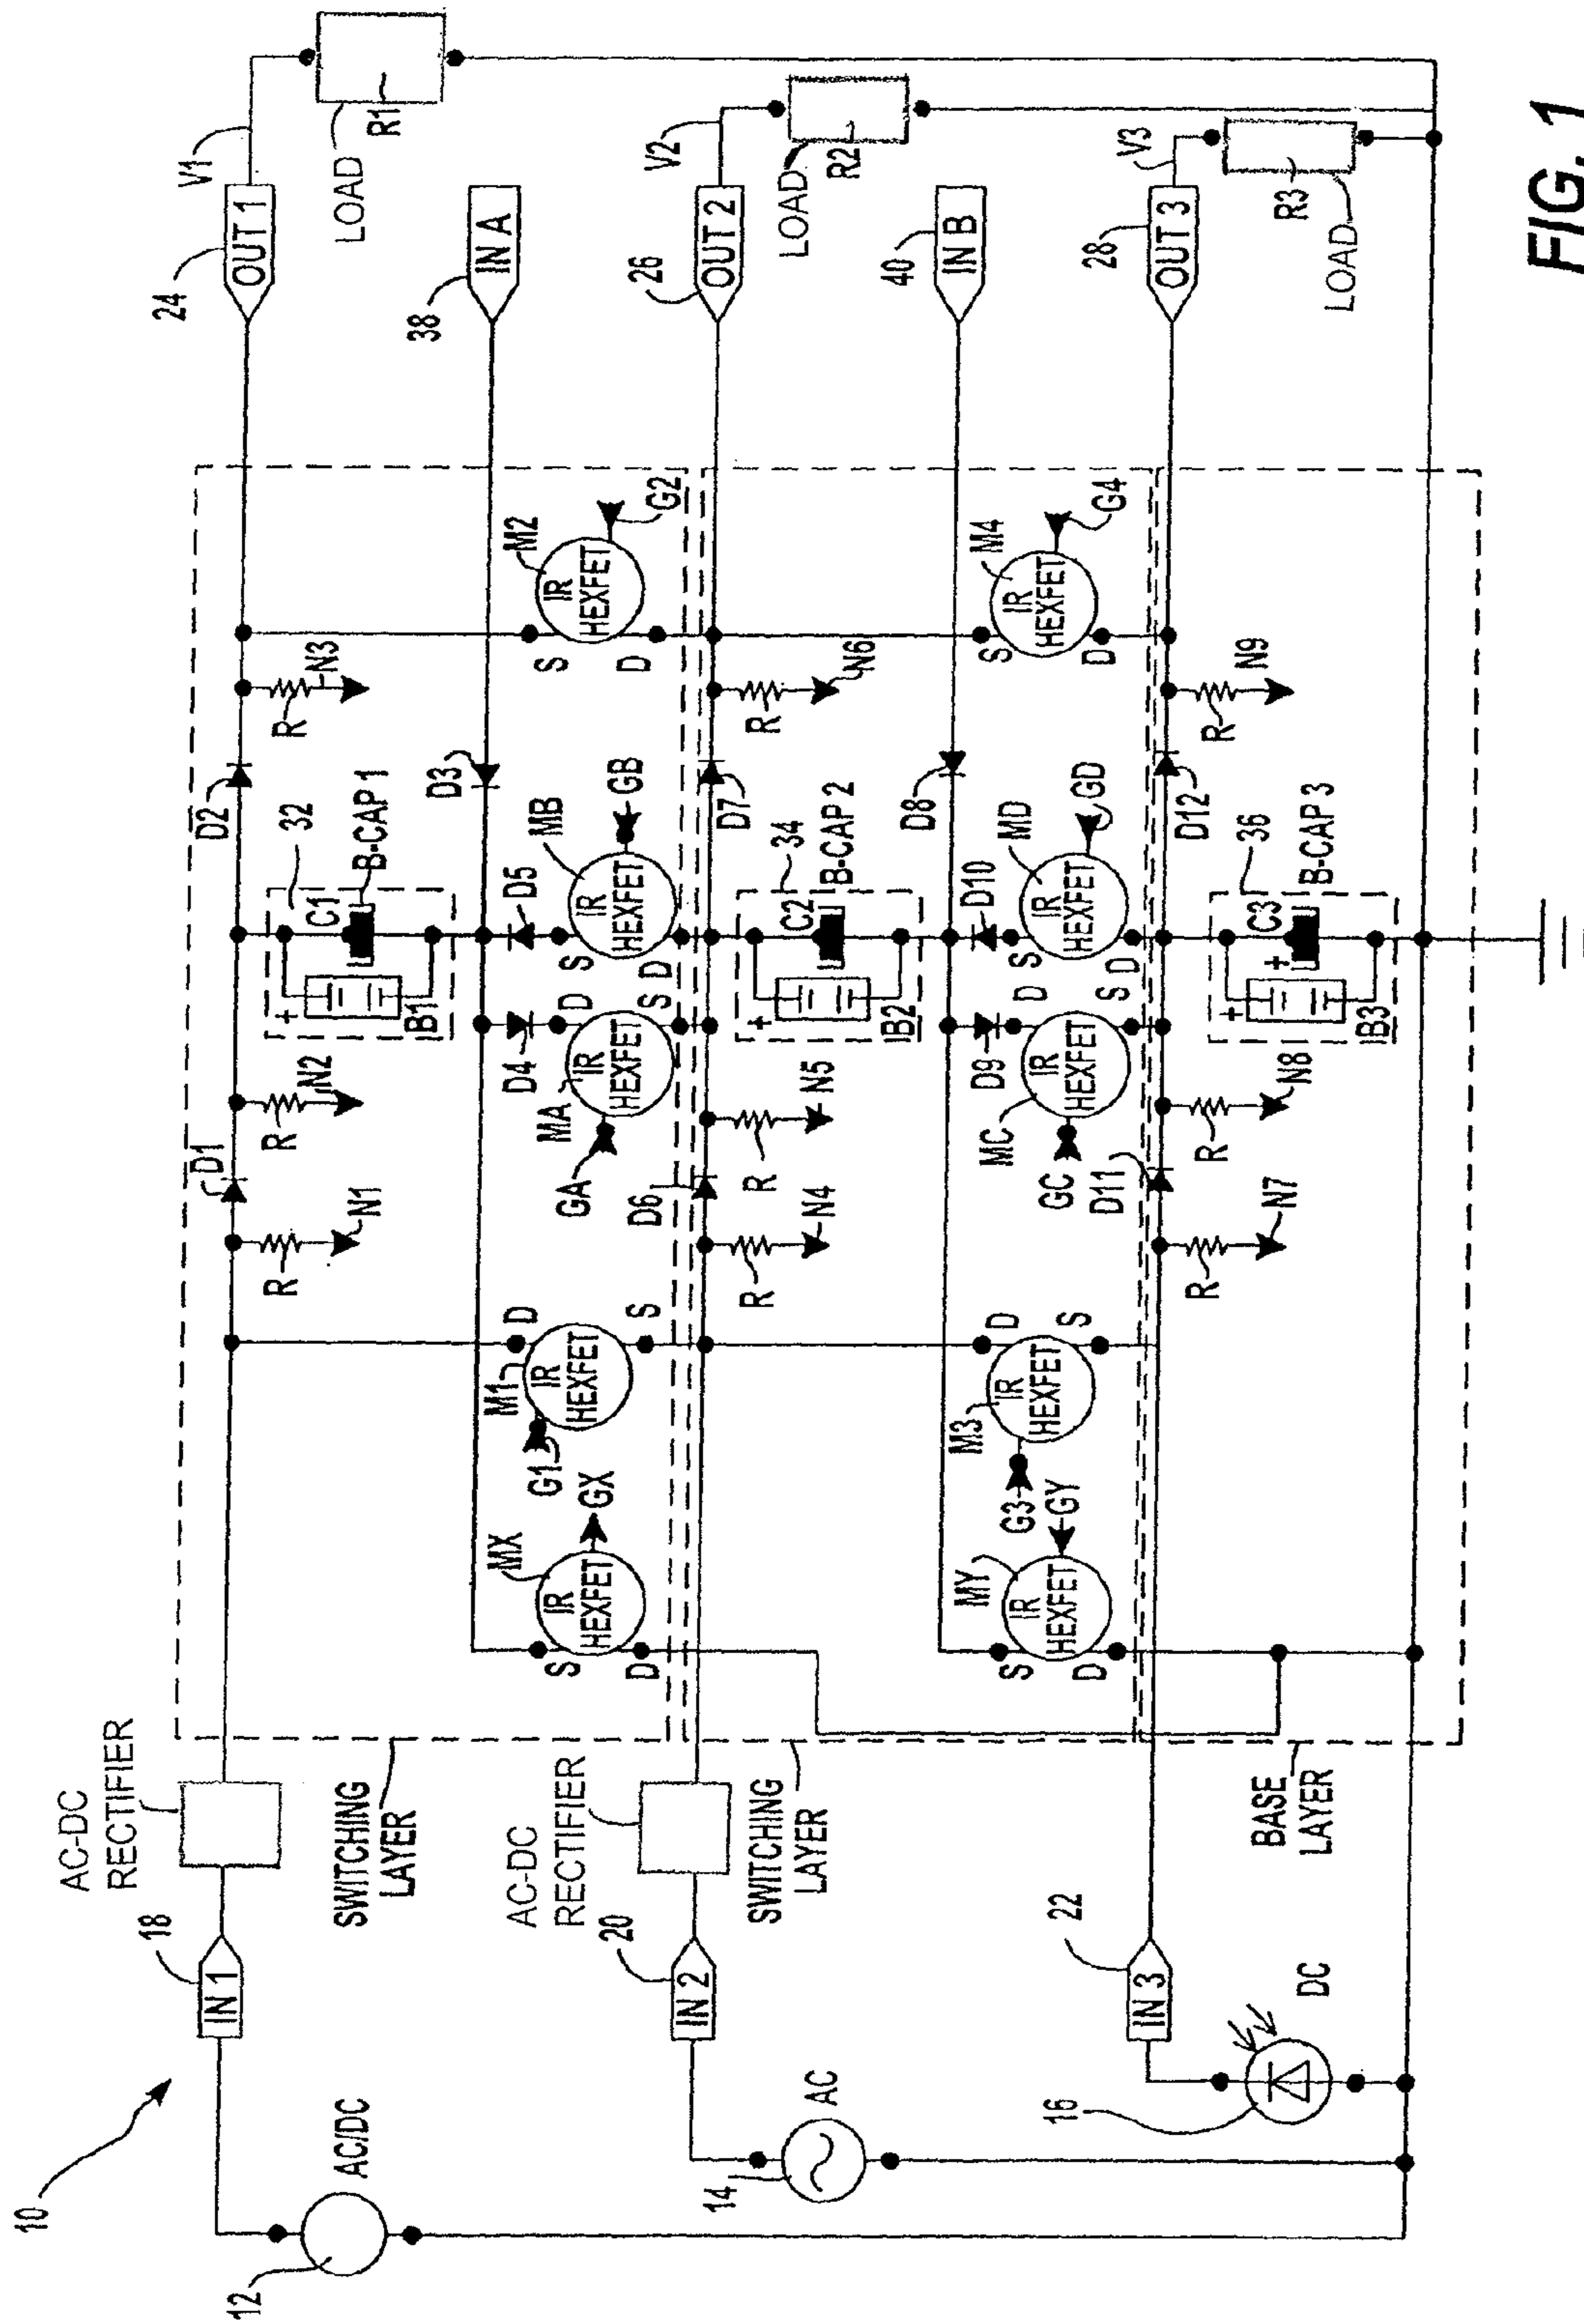 10
12
AC/DC
18
IN 1
AC-DC
RECTIFIER
SWITCHING
LAYER
14
AC
20
IN 2
AC-DC
RECTIFIER
SWITCHING
LAYER
16
DC
22
IN 3
BASE
LAYER
MX
IR
HEXFET
S
D
GX
G1
M1
IR
HEXFET
D
S
R
N1
D1
R
N2
32
C1
B-CAP 1
+
B1
D2
R
N3
M2
IR
HEXFET
S
D
G2
D3
D4
MA
IR
HEXFET
D
S
GA
D5
MB
IR
HEXFET
S
D
GB
MY
IR
HEXFET
S
D
GY
G3
M3
IR
HEXFET
D
S
R
N4
D6
R
N5
34
C2
B-CAP 2
+
B2
D7
R
N6
M4
IR
HEXFET
S
D
G4
D8
D9
MC
IR
HEXFET
D
S
GC
D10
MD
IR
HEXFET
S
D
GD
R
N7
D11
R
N8
36
C3
+
B-CAP 3
+
B3
D12
R
N9
24
OUT 1
V1
LOAD
R1
38
IN A
26
OUT 2
V2
LOAD
R2
40
IN B
28
OUT 3
V3
LOAD
R3
FIG. 1